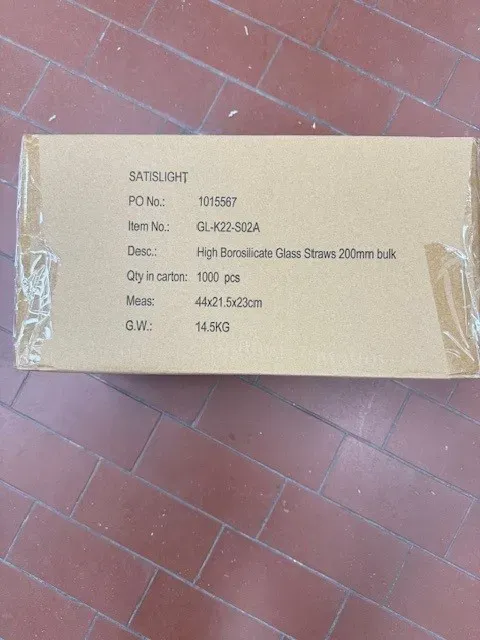 SATISLIGHT
PO No.: 1015567
Item No.: GL-K22-S02A
Desc.: High Borosilicate Glass Straws 200mm bulk
Qty in carton: 1000 pcs
Meas: 44x21.5x23cm
G.W.: 14.5KG